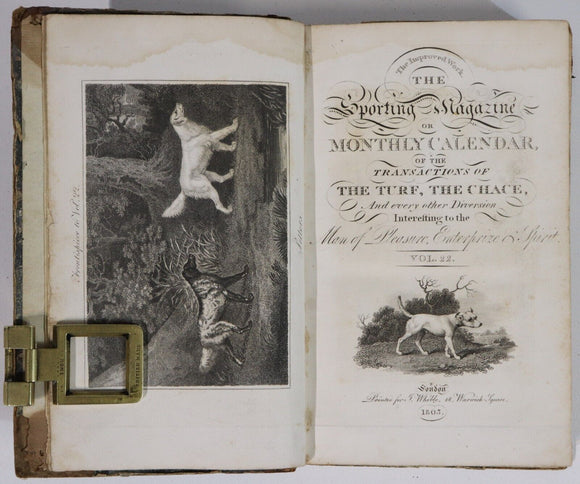 Frontispiece to Vol. 22.
Setters.
The Improved Work
THE
Sporting Magazine
OR
MONTHLY CALENDAR,
OF THE
TRANSACTIONS OF
THE TURF, THE CHACE,
And every other Diversion
Interesting to the
Man of Pleasure, Enterprize & Spirit.
VOL. 22.
London
Printed for J. Wheble, 18, Warwick Square,
1803.